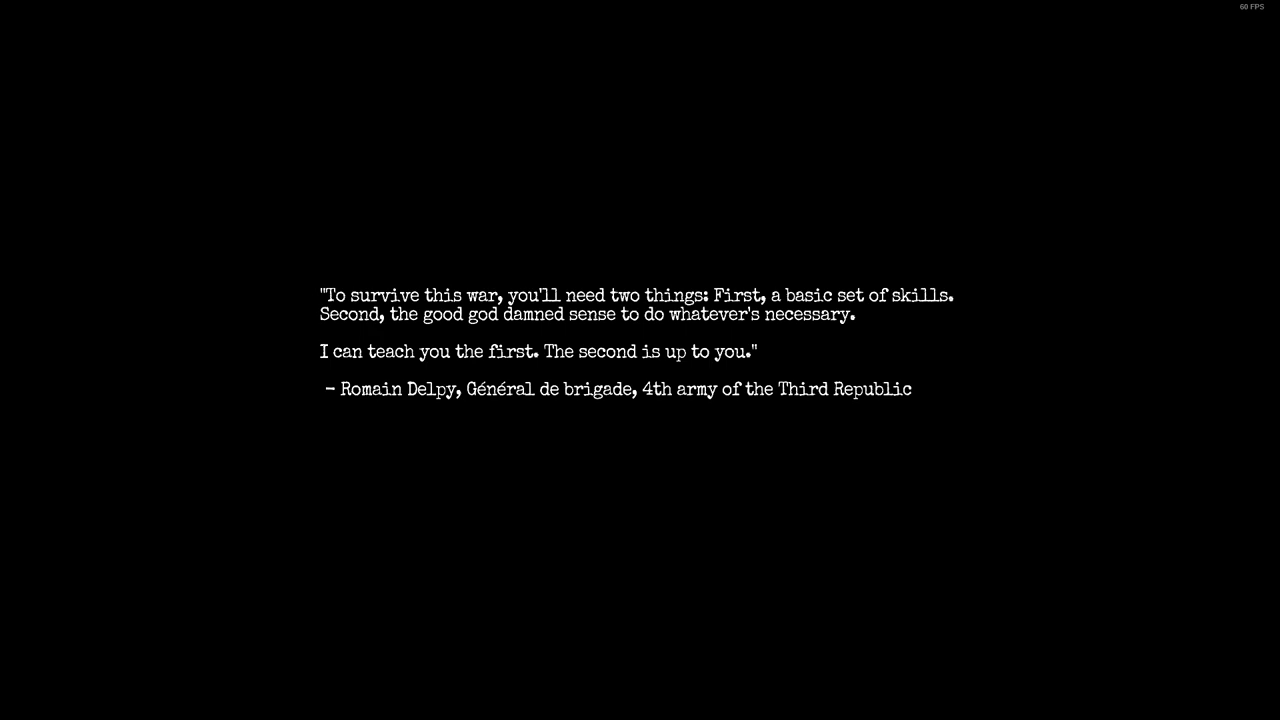 60 FPS
"To survive this war, you'll need two things: First, a basic set of skills.
Second, the good god damned sense to do whatever's necessary.
I can teach you the first. The second is up to you."
– Romain Delpy, Général de brigade, 4th army of the Third Republic